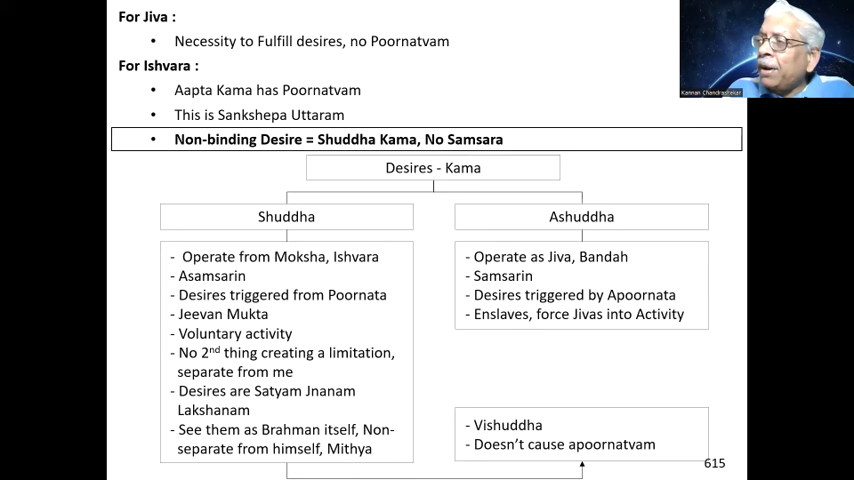 For Jiva :
• Necessity to Fulfill desires, no Poornatvam
For Ishvara :
• Aapta Kama has Poornatvam
• This is Sankshepa Uttaram
• Non-binding Desire = Shuddha Kama, No Samsara
Desires - Kama
Shuddha
- Operate from Moksha, Ishvara
- Asamsarin
- Desires triggered from Poornata
- Jeevan Mukta
- Voluntary activity
- No 2nd thing creating a limitation,
separate from me
- Desires are Satyam Jnanam
Lakshanam
- See them as Brahman itself, Non-
separate from himself, Mithya
Ashuddha
- Operate as Jiva, Bandah
- Samsarin
- Desires triggered by Apoornata
- Enslaves, force Jivas into Activity
- Vishuddha
- Doesn't cause apoornatvam
615
Kannan Chandrashekar